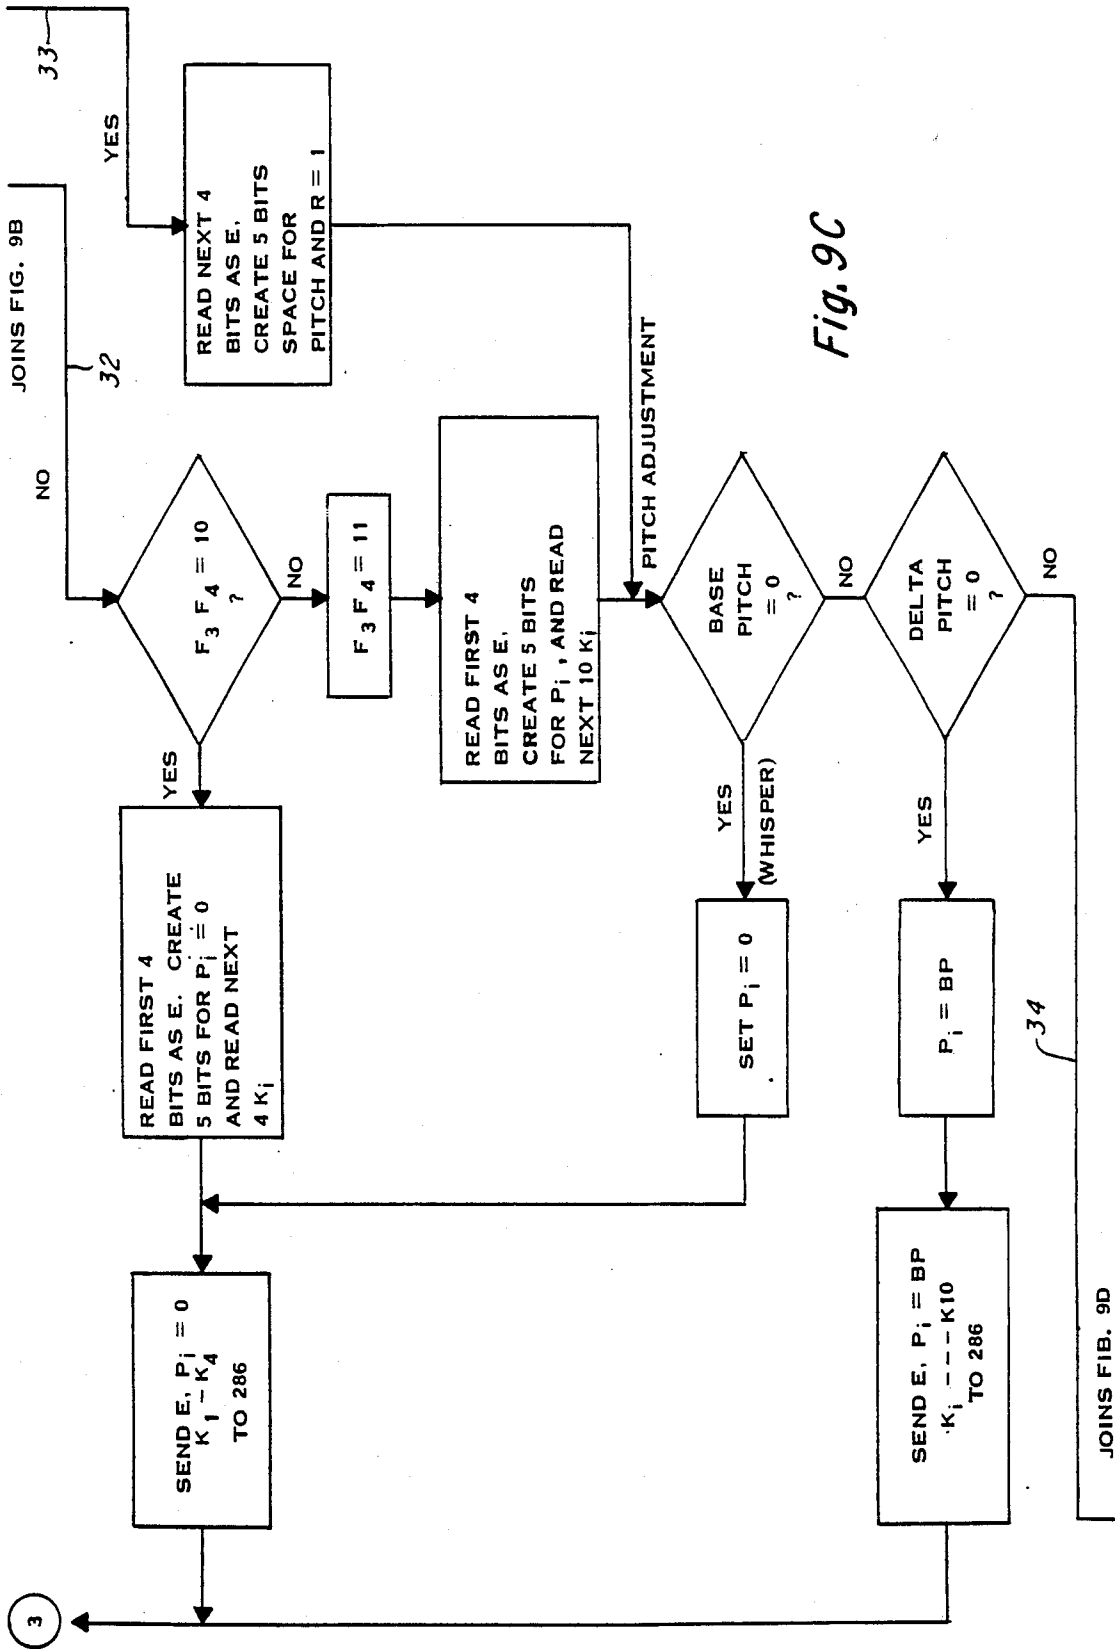 JOINS FIG. 9B
33
32
YES
NO
READ NEXT 4
BITS AS E,
CREATE 5 BITS
SPACE FOR
PITCH AND R = 1
F3 F4 = 10
?
NO
YES
F3 F4 = 11
READ FIRST 4
BITS AS E,
CREATE 5 BITS
FOR Pi, AND READ
NEXT 10 Ki
READ FIRST 4
BITS AS E. CREATE
5 BITS FOR Pi = 0
AND READ NEXT
4 Ki
PITCH ADJUSTMENT
BASE
PITCH
= 0
?
YES
(WHISPER)
NO
SET Pi = 0
SEND E, Pi = 0
K1 - K4
TO 286
3
DELTA
PITCH
= 0
?
YES
NO
Pi = BP
SEND E, Pi = BP
Ki ---- K10
TO 286
34
JOINS FIB. 9D
Fig. 9C